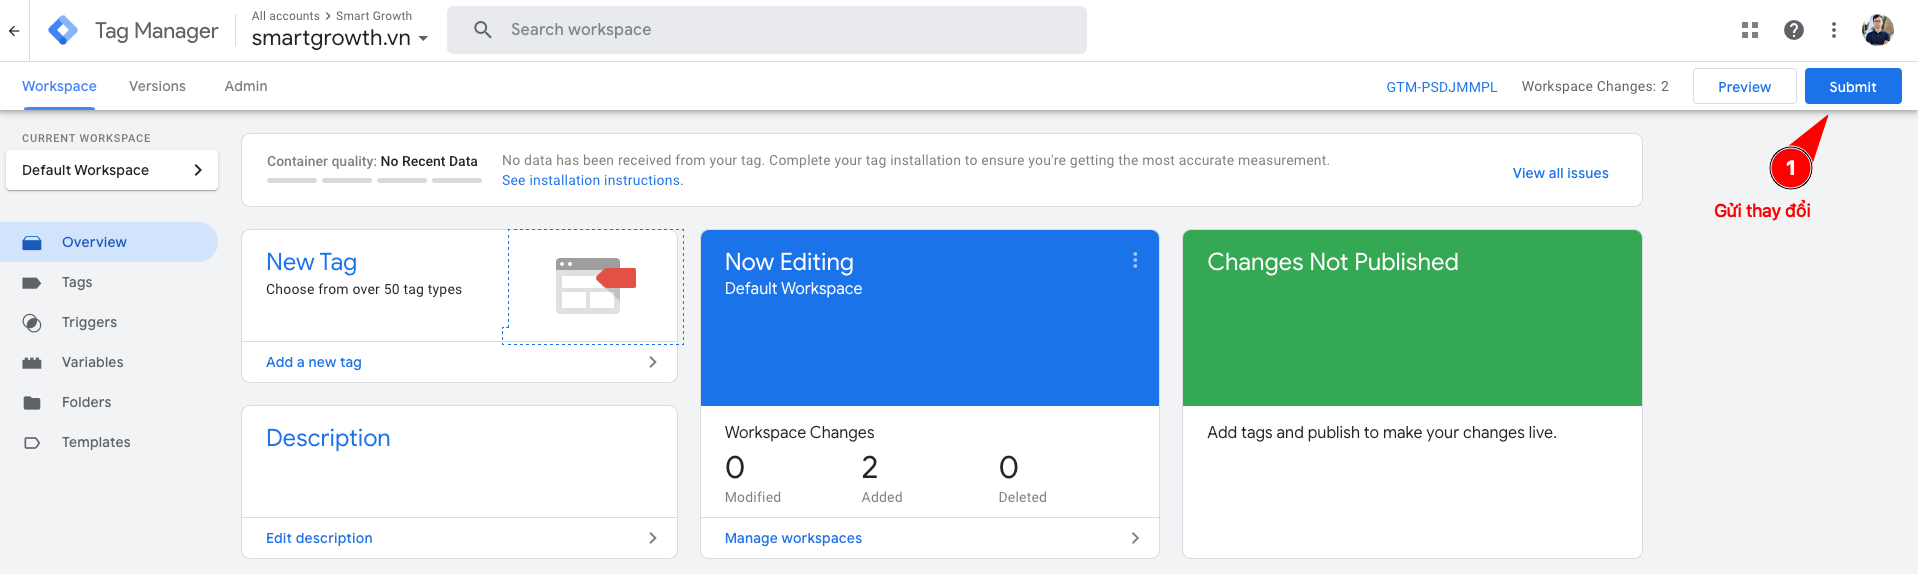 All accounts > Smart Growth
Tag Manager
smartgrowth.vn
Search workspace
Workspace
Versions
Admin
GTM-PSDJMMPL
Workspace Changes: 2
Preview
Submit
1
Gửi thay đổi
CURRENT WORKSPACE
Default Workspace
Overview
Tags
Triggers
Variables
Folders
Templates
Container quality: No Recent Data
No data has been received from your tag. Complete your tag installation to ensure you're getting the most accurate measurement.
See installation instructions.
View all issues
New Tag
Choose from over 50 tag types
Add a new tag
Description
Edit description
Now Editing
Default Workspace
Workspace Changes
0 2 0
Modified Added Deleted
Manage workspaces
Changes Not Published
Add tags and publish to make your changes live.